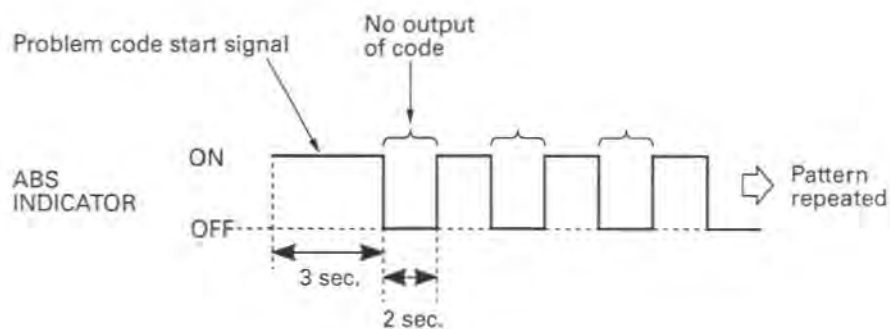 No output
of code
Problem code start signal
ABS
INDICATOR
ON
OFF
Pattern
repeated
3 sec.
2 sec.